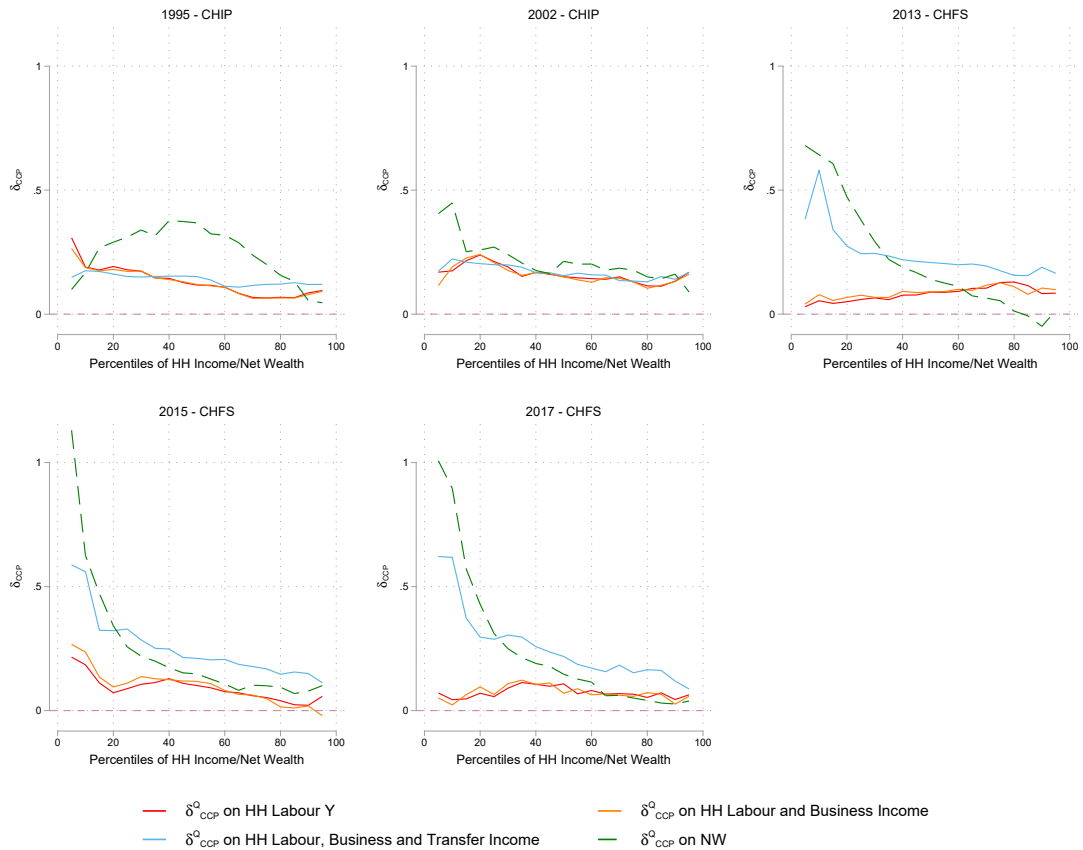 1995 - CHIP
2002 - CHIP
2013 - CHFS
δCCP
1
.5
0
0 20 40 60 80 100
Percentiles of HH Income/Net Wealth
δCCP
1
.5
0
0 20 40 60 80 100
Percentiles of HH Income/Net Wealth
δCCP
1
.5
0
0 20 40 60 80 100
Percentiles of HH Income/Net Wealth
2015 - CHFS
2017 - CHFS
δCCP
1
.5
0
0 20 40 60 80 100
Percentiles of HH Income/Net Wealth
δCCP
1
.5
0
0 20 40 60 80 100
Percentiles of HH Income/Net Wealth
δ^Q_CCP on HH Labour Y
δ^Q_CCP on HH Labour and Business Income
δ^Q_CCP on HH Labour, Business and Transfer Income
δ^Q_CCP on NW